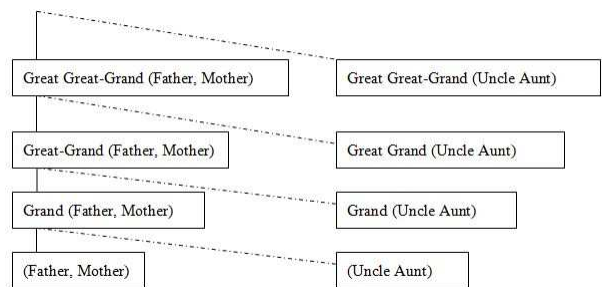 Great Great-Grand (Father, Mother)
Great Great-Grand (Uncle Aunt)
Great-Grand (Father, Mother)
Great Grand (Uncle Aunt)
Grand (Father, Mother)
Grand (Uncle Aunt)
(Father, Mother)
(Uncle Aunt)